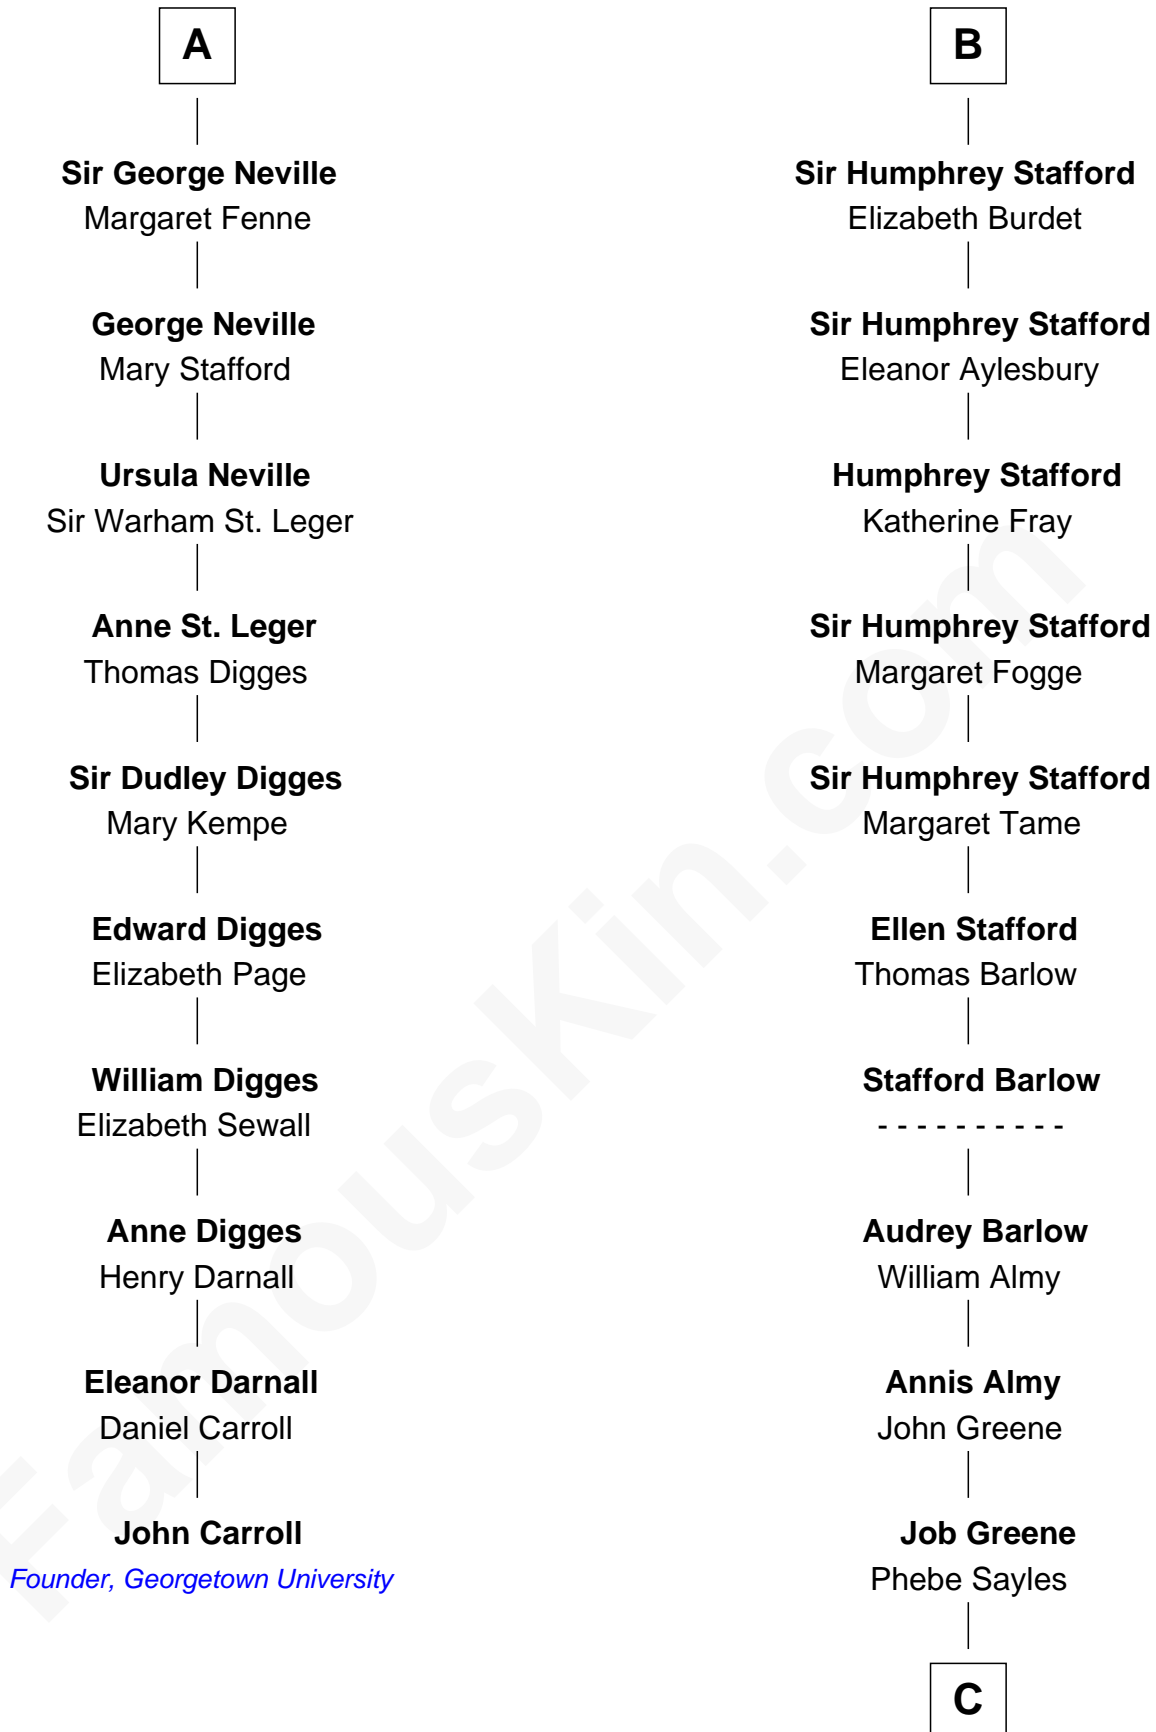 A
Sir George Neville
Margaret Fenne
George Neville
Mary Stafford
Ursula Neville
Sir Warham St. Leger
Anne St. Leger
Thomas Digges
Sir Dudley Digges
Mary Kempe
Edward Digges
Elizabeth Page
William Digges
Elizabeth Sewall
Anne Digges
Henry Darnall
Eleanor Darnall
Daniel Carroll
John Carroll
Founder, Georgetown University
B
Sir Humphrey Stafford
Elizabeth Burdet
Sir Humphrey Stafford
Eleanor Aylesbury
Humphrey Stafford
Katherine Fray
Sir Humphrey Stafford
Margaret Fogge
Sir Humphrey Stafford
Margaret Tame
Ellen Stafford
Thomas Barlow
Stafford Barlow
- - - - - - - - - -
Audrey Barlow
William Almy
Annis Almy
John Greene
Job Greene
Phebe Sayles
C
FamousKin.com